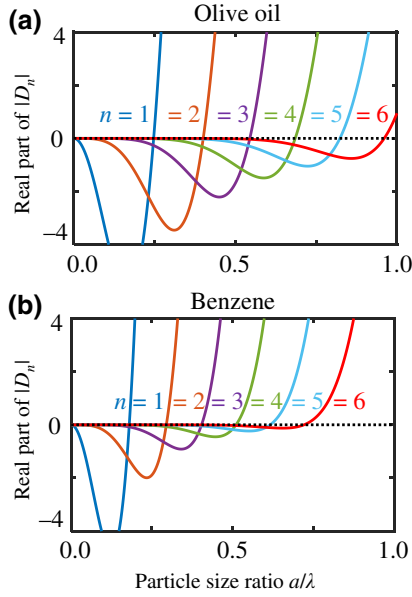 (a)
Olive oil
4
n = 1 = 2 = 3 = 4 = 5 = 6
0
−4
Real part of |Dn|
0.0 0.5 1.0
(b)
Benzene
4
n = 1 = 2 = 3 = 4 = 5 = 6
0
−4
Real part of |Dn|
0.0 0.5 1.0
Particle size ratio a/λ